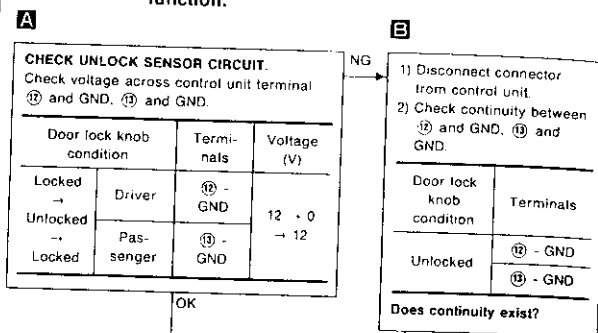 function.
A
CHECK UNLOCK SENSOR CIRCUIT.
Check voltage across control unit terminal
⑫ and GND, ⑬ and GND.
Door lock knob condition
Termi-nals
Voltage (V)
Locked → Unlocked → Locked
Driver
⑫ - GND
Pas-senger
⑬ - GND
12 → 0 → 12
NG
OK
B
1) Disconnect connector
from control unit.
2) Check continuity between
⑫ and GND, ⑬ and
GND.
Door lock knob condition
Terminals
Unlocked
⑫ - GND
⑬ - GND
Does continuity exist?